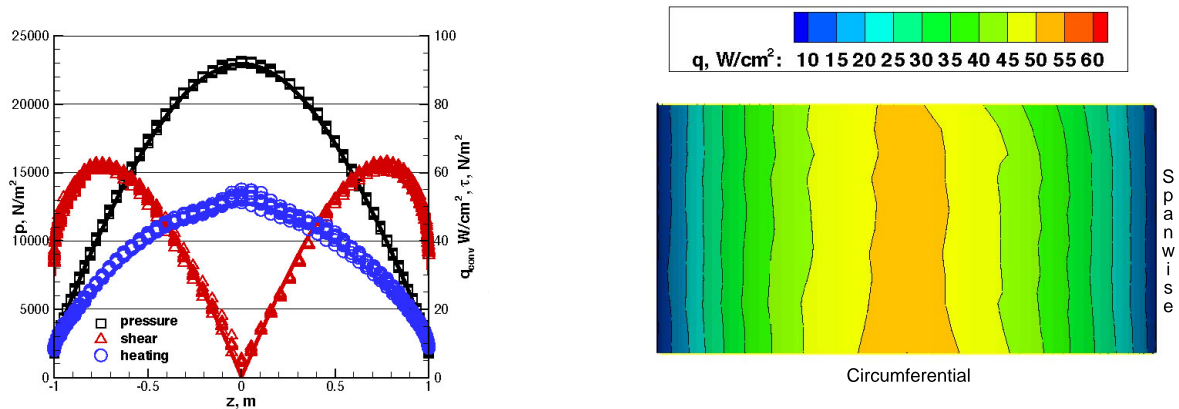 25000
20000
15000
10000
5000
0
p, N/m²
100
80
60
40
20
0
q_conv W/cm², τ, N/m²
pressure
shear
heating
-1 -0.5 0 0.5 1
z, m
q, W/cm²: 10 15 20 25 30 35 40 45 50 55 60
Spanwise
Circumferential